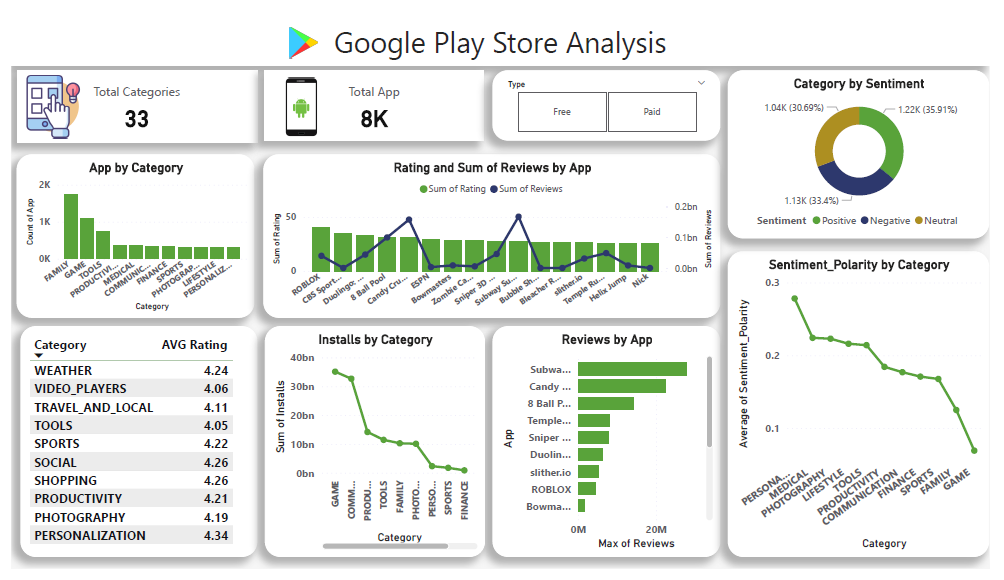 Google Play Store Analysis
Total Categories
33
Total App
8K
Type
Free
Paid
Category by Sentiment
1.04K (30.69%)
1.22K (35.91%)
1.13K (33.4%)
Sentiment Positive Negative Neutral
App by Category
2K
1K
0K
Count of App
FAMILY
GAME
TOOLS
PRODUCTIVI...
MEDICAL
COMMUNIC...
FINANCE
SPORTS
PHOTOGRAP...
LIFESTYLE
PERSONALIZ...
Category
Rating and Sum of Reviews by App
Sum of Rating Sum of Reviews
50
0
Sum of Rating
0.2bn
0.1bn
0.0bn
Sum of Reviews
ROBLOX
CBS Sport...
Duolingo: ...
8 Ball Pool
Candy Cru...
ESPN
Bowmasters
Zombie Ca...
Sniper 3D ...
Subway Su...
Bubble Sh...
Bleacher R...
slither.io
Temple Ru...
Helix Jump
Nick
Sentiment_Polarity by Category
0.3
0.2
0.1
Average of Sentiment_Polarity
PERSONA...
MEDICAL
PHOTOGRAPHY
LIFESTYLE
TOOLS
PRODUCTIVITY
COMMUNICATION
FINANCE
SPORTS
FAMILY
GAME
Category
Category AVG Rating
WEATHER 4.24
VIDEO_PLAYERS 4.06
TRAVEL_AND_LOCAL 4.11
TOOLS 4.05
SPORTS 4.22
SOCIAL 4.26
SHOPPING 4.26
PRODUCTIVITY 4.21
PHOTOGRAPHY 4.19
PERSONALIZATION 4.34
Installs by Category
40bn
30bn
20bn
10bn
0bn
Sum of Installs
GAME
COMM...
PRODU...
TOOLS
FAMILY
PHOTO...
PERSO...
SPORTS
FINANCE
Category
Reviews by App
App
Subwa...
Candy ...
8 Ball P...
Temple...
Sniper ...
Duolin...
slither.io
ROBLOX
Bowma...
0M 20M
Max of Reviews